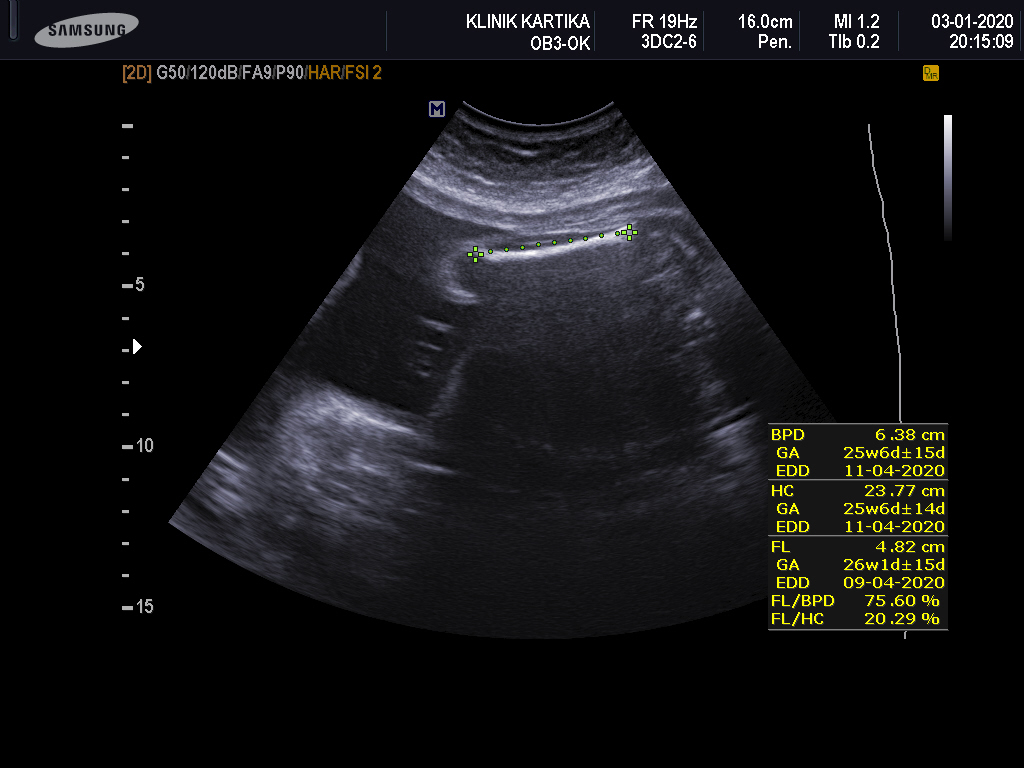 SAMSUNG
KLINIK KARTIKA
OB3-OK
FR 19Hz
3DC2-6
16.0cm
Pen.
MI 1.2
TIb 0.2
03-01-2020
20:15:09
[2D] G50/120dB/FA9/P90/HAR/FSI 2
M
5
10
15
BPD 6.38 cm
GA 25w6d±15d
EDD 11-04-2020
HC 23.77 cm
GA 25w6d±14d
EDD 11-04-2020
FL 4.82 cm
GA 26w1d±15d
EDD 09-04-2020
FL/BPD 75.60 %
FL/HC 20.29 %